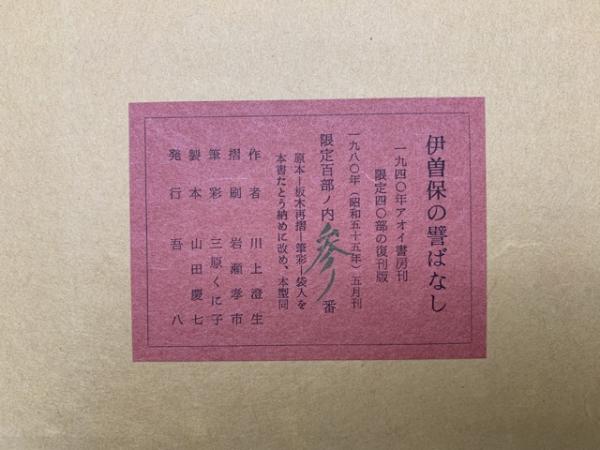 伊曽保の譬ばなし
一九四〇年アオイ書房刊
限定四〇部の復刊版
一九八〇年（昭和五十五年）五月刊
限定百部ノ内 參ノ 番
原本―坂木再摺―筆彩―袋入を
本書たとう納めに改め、本型同
作者 川上澄生
摺刷 岩瀬孝市
筆彩 三原くに子
製本 山田慶七
発行 吾八